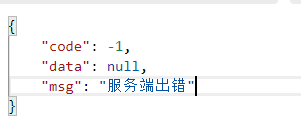 {
"code": -1,
"data": null,
"msg": "服务端出错"
}